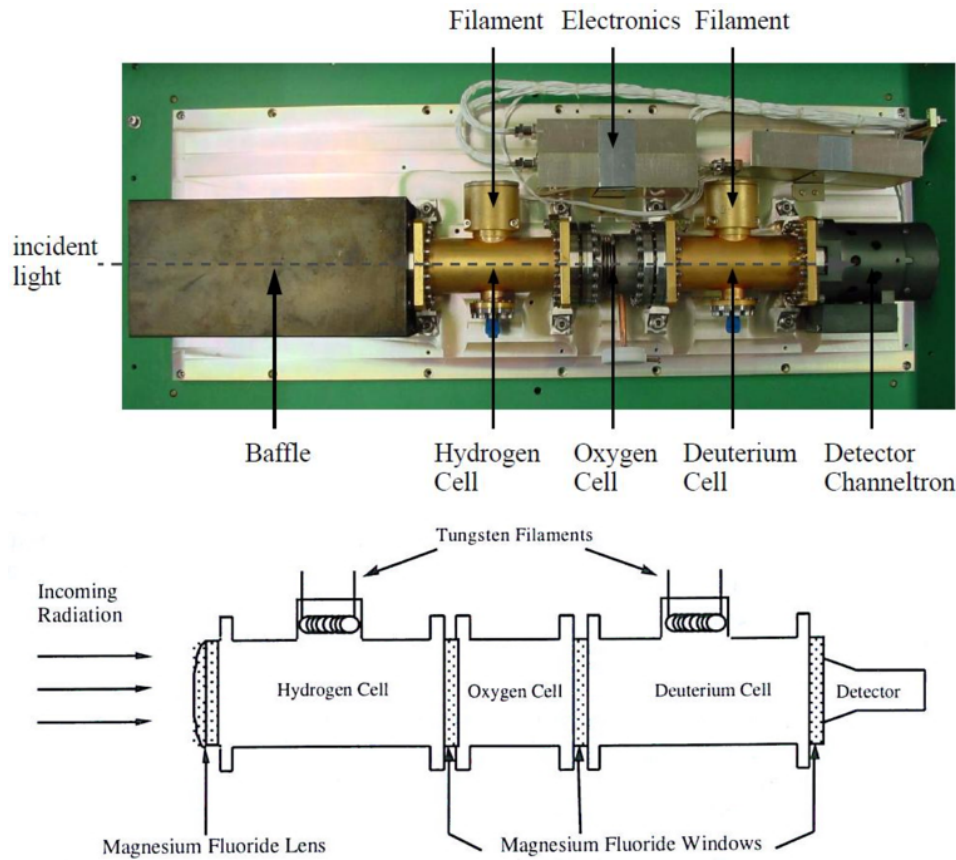 Filament Electronics Filament
incident
light
Baffle
Hydrogen
Cell
Oxygen
Cell
Deuterium
Cell
Detector
Channeltron
Tungsten Filaments
Incoming
Radiation
Hydrogen Cell
Oxygen Cell
Deuterium Cell
Detector
Magnesium Fluoride Lens
Magnesium Fluoride Windows